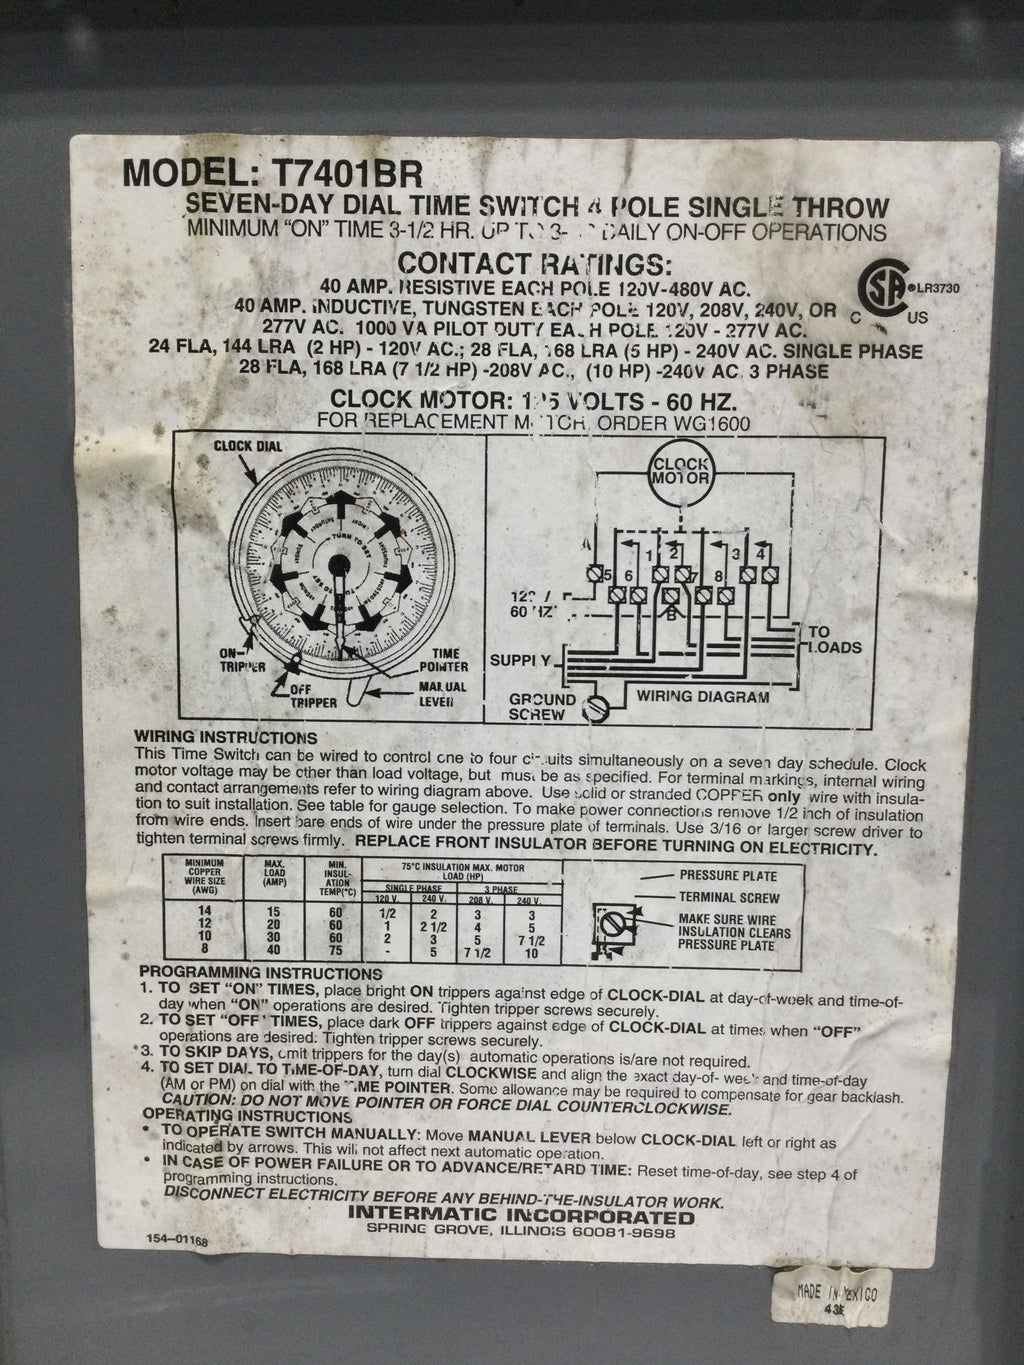 MODEL: T7401BR
SEVEN-DAY DIAL TIME SWITCH 4 POLE SINGLE THROW
MINIMUM "ON" TIME 3-1/2 HR. UP TO 3- DAILY ON-OFF OPERATIONS
CONTACT RATINGS:
40 AMP. RESISTIVE EACH POLE 120V-480V AC.
40 AMP. INDUCTIVE, TUNGSTEN EACH POLE 120V, 208V, 240V, OR
277V AC. 1000 VA PILOT DUTY EACH POLE 120V - 277V AC.
24 FLA, 144 LRA (2 HP) - 120V AC.; 28 FLA, 168 LRA (5 HP) - 240V AC. SINGLE PHASE
28 FLA, 168 LRA (7 1/2 HP) -208V AC., (10 HP) -240V AC. 3 PHASE
SA ® LR3730
C US
CLOCK MOTOR: 125 VOLTS - 60 HZ.
FOR REPLACEMENT MOTOR, ORDER WG1600
CLOCK DIAL
TURN TO SET
ON-TRIPPER
OFF TRIPPER
TIME POINTER
MANUAL LEVER
CLOCK MOTOR
A
1 2 3 4
5 6 7 8
B
60 HZ
SUPPLY
TO LOADS
GROUND SCREW
WIRING DIAGRAM
WIRING INSTRUCTIONS
This Time Switch can be wired to control one to four circuits simultaneously on a seven day schedule. Clock
motor voltage may be other than load voltage, but must be as specified. For terminal markings, internal wiring
and contact arrangements refer to wiring diagram above. Use solid or stranded COPPER only wire with insula-
tion to suit installation. See table for gauge selection. To make power connections remove 1/2 inch of insulation
from wire ends. Insert bare ends of wire under the pressure plate of terminals. Use 3/16 or larger screw driver to
tighten terminal screws firmly. REPLACE FRONT INSULATOR BEFORE TURNING ON ELECTRICITY.
MINIMUM COPPER WIRE SIZE (AWG)
MAX. LOAD (AMP)
MIN. INSUL-ATION TEMP(°C)
75°C INSULATION MAX. MOTOR LOAD (HP)
SINGLE PHASE 3 PHASE
120 V. 240 V. 208 V. 240 V.
14 15 60 1/2 2 3 3
12 20 60 1 2 1/2 4 5
10 30 60 2 3 5 7 1/2
8 40 75 - 5 7 1/2 10
PRESSURE PLATE
TERMINAL SCREW
MAKE SURE WIRE
INSULATION CLEARS
PRESSURE PLATE
PROGRAMMING INSTRUCTIONS
1. TO SET "ON" TIMES, place bright ON trippers against edge of CLOCK-DIAL at day-of-week and time-of-
day when "ON" operations are desired. Tighten tripper screws securely.
2. TO SET "OFF" TIMES, place dark OFF trippers against edge of CLOCK-DIAL at times when "OFF"
operations are desired. Tighten tripper screws securely.
*3. TO SKIP DAYS, omit trippers for the day(s) automatic operations is/are not required.
4. TO SET DIAL TO TIME-OF-DAY, turn dial CLOCKWISE and align the exact day-of- week and time-of-day
(AM or PM) on dial with the TIME POINTER. Some allowance may be required to compensate for gear backlash.
CAUTION: DO NOT MOVE POINTER OR FORCE DIAL COUNTERCLOCKWISE.
OPERATING INSTRUCTIONS
• TO OPERATE SWITCH MANUALLY: Move MANUAL LEVER below CLOCK-DIAL left or right as
indicated by arrows. This will not affect next automatic operation.
• IN CASE OF POWER FAILURE OR TO ADVANCE/RETARD TIME: Reset time-of-day, see step 4 of
programming instructions.
DISCONNECT ELECTRICITY BEFORE ANY BEHIND-THE-INSULATOR WORK.
INTERMATIC INCORPORATED
SPRING GROVE, ILLINOIS 60081-9698
154-01168
MADE IN MEXICO